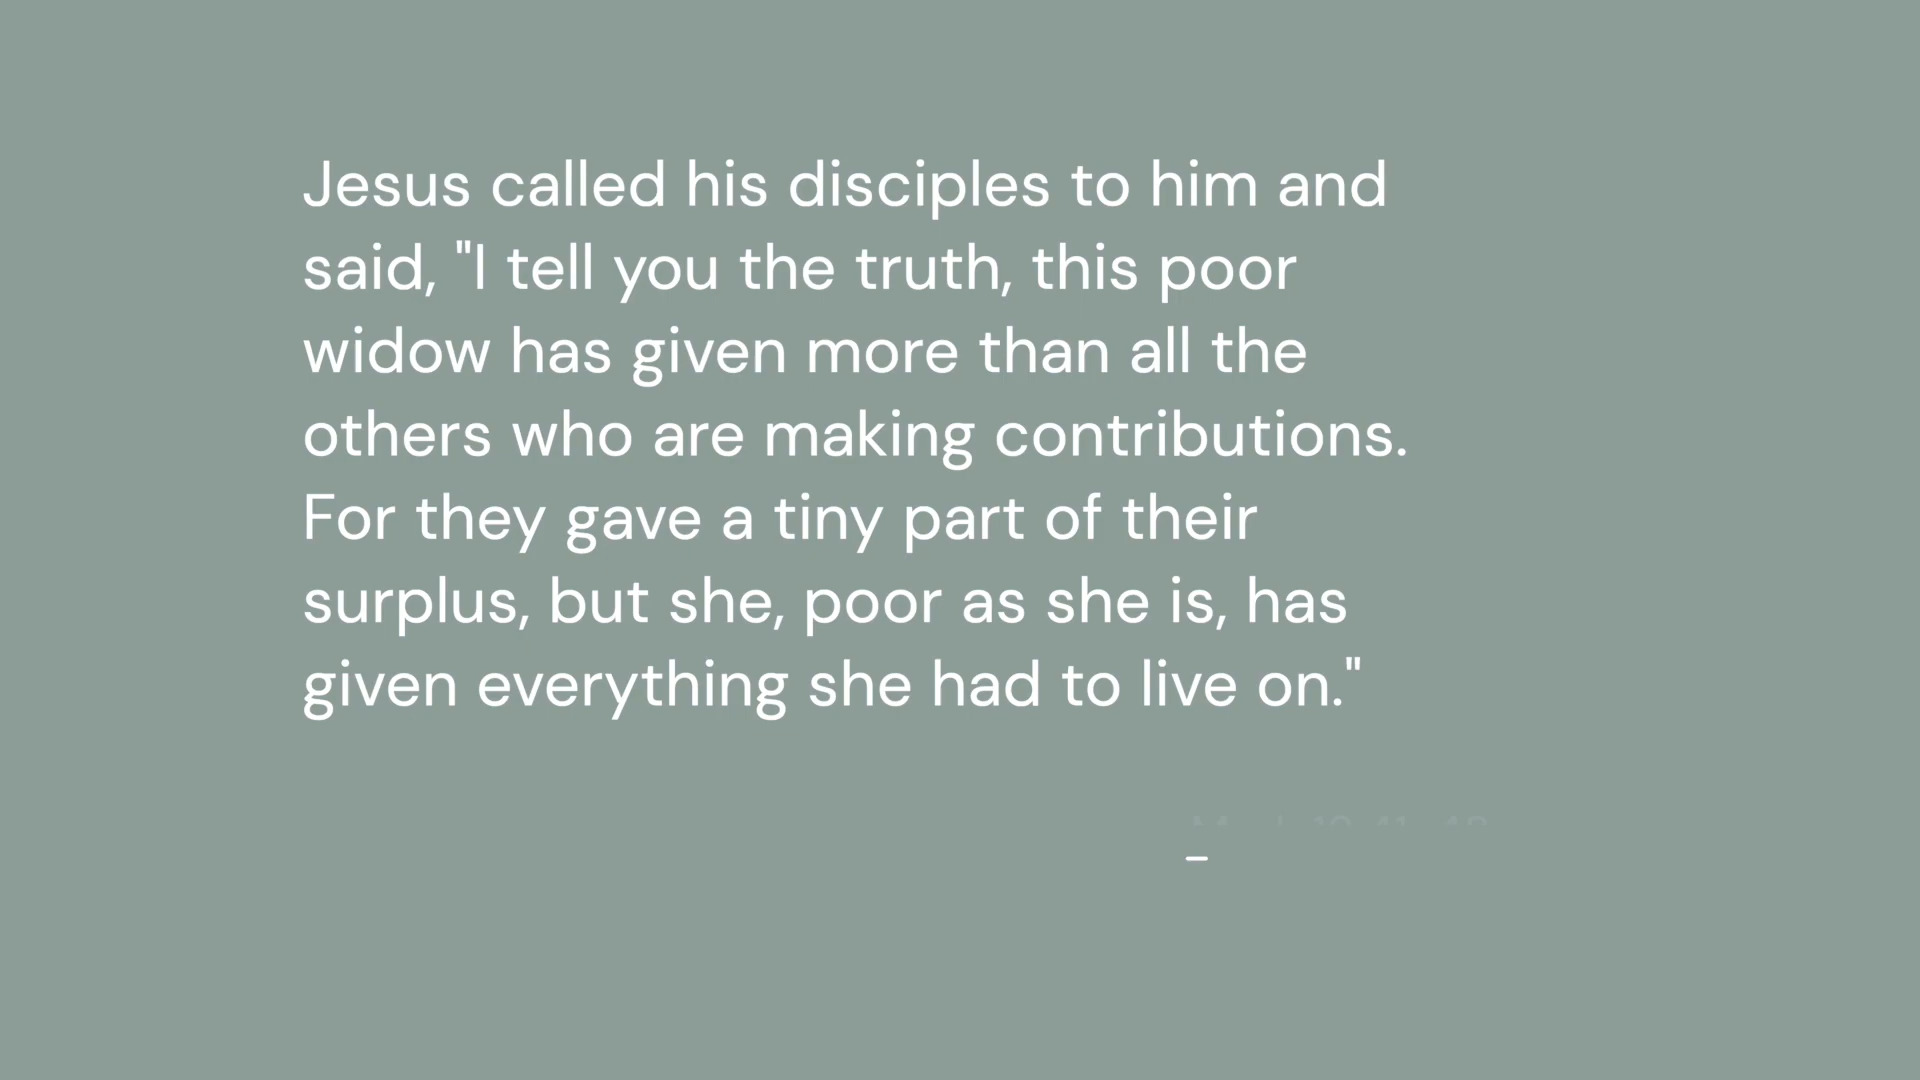 Jesus called his disciples to him and
said, "I tell you the truth, this poor
widow has given more than all the
others who are making contributions.
For they gave a tiny part of their
surplus, but she, poor as she is, has
given everything she had to live on."
–